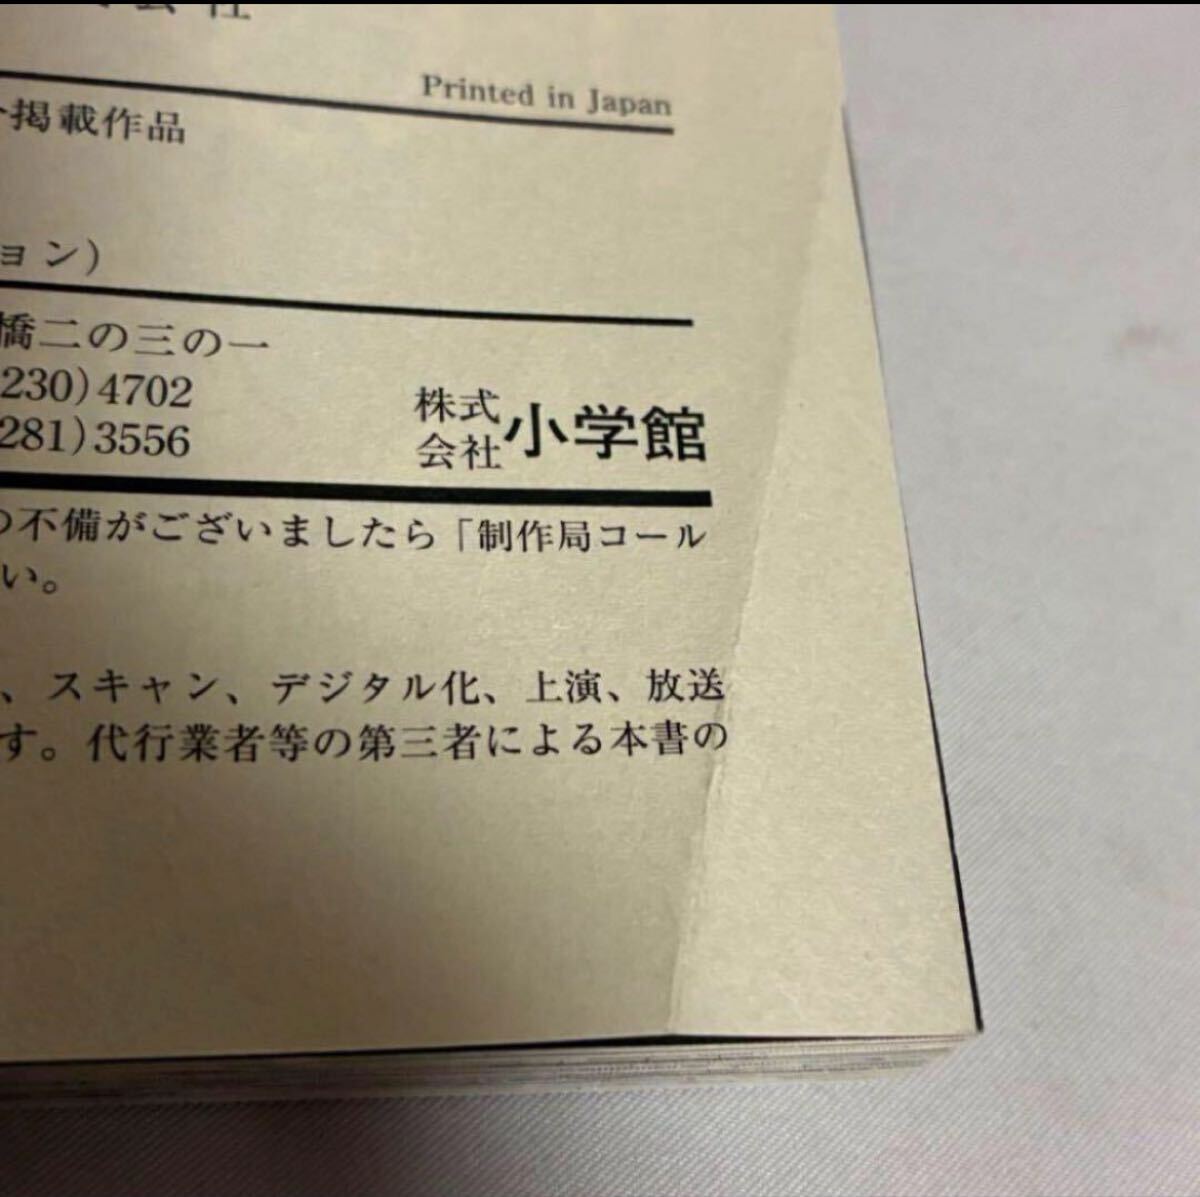 会社
Printed in Japan
掲載作品
ョン)
橋二の三の一
230)4702
281)3556
株式
会社
小学館
の不備がございましたら「制作局コール
い。
、スキャン、デジタル化、上演、放送
す。代行業者等の第三者による本書の